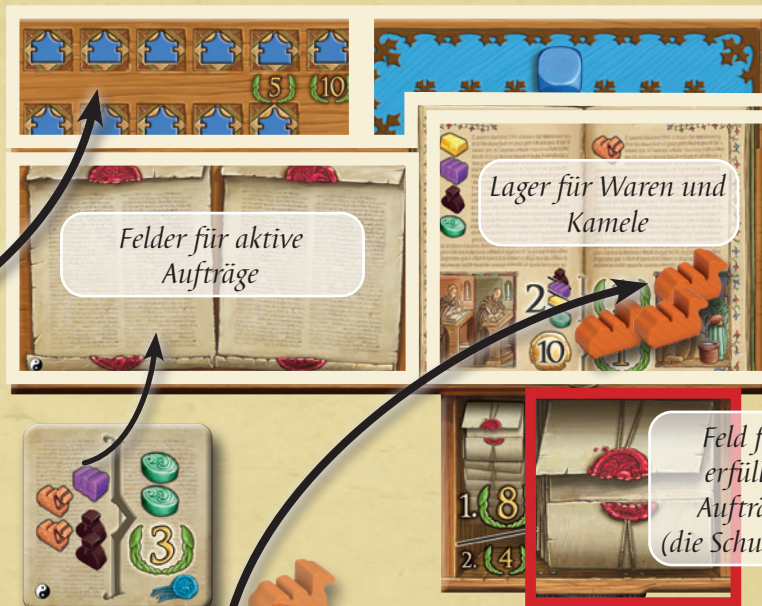 5 10
Felder für aktive
Aufträge
Lager für Waren und
Kamele
2
10
3
1. 8
2. 4
Feld f
erfüll
Aufträ
(die Schu